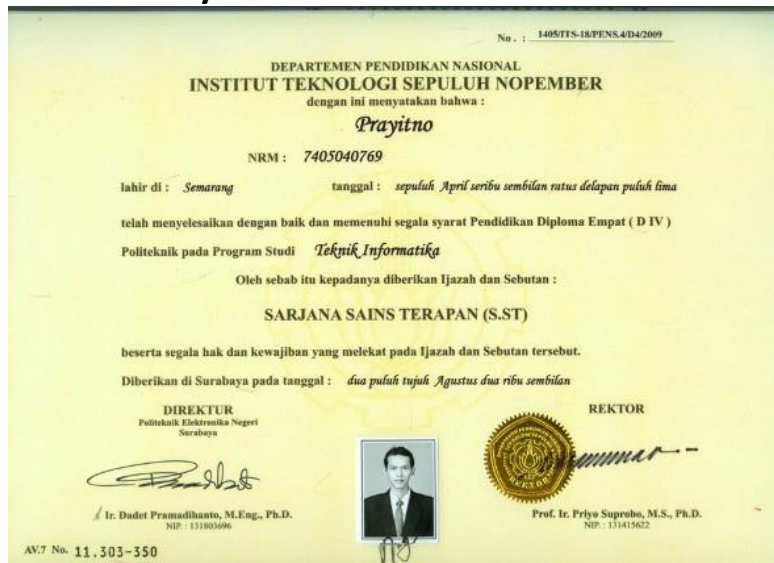 No. : 1405/ITS-18/PENS.4/D4/2009
DEPARTEMEN PENDIDIKAN NASIONAL
INSTITUT TEKNOLOGI SEPULUH NOPEMBER
dengan ini menyatakan bahwa :
Prayitno
NRM : 7405040769
lahir di : Semarang tanggal : sepuluh April seribu sembilan ratus delapan puluh lima
telah menyelesaikan dengan baik dan memenuhi segala syarat Pendidikan Diploma Empat ( D IV )
Politeknik pada Program Studi Teknik Informatika
Oleh sebab itu kepadanya diberikan Ijazah dan Sebutan :
SARJANA SAINS TERAPAN (S.ST)
beserta segala hak dan kewajiban yang melekat pada Ijazah dan Sebutan tersebut.
Diberikan di Surabaya pada tanggal : dua puluh tujuh Agustus dua ribu sembilan
DIREKTUR
Politeknik Elektronika Negeri
Surabaya
Ir. Dadet Pramadihanto, M.Eng., Ph.D.
NIP. : 131803696
REKTOR
REKTOR
Prof. Ir. Priyo Suprobo, M.S., Ph.D.
NIP. : 131415622
AV.7 No. 11.303-350